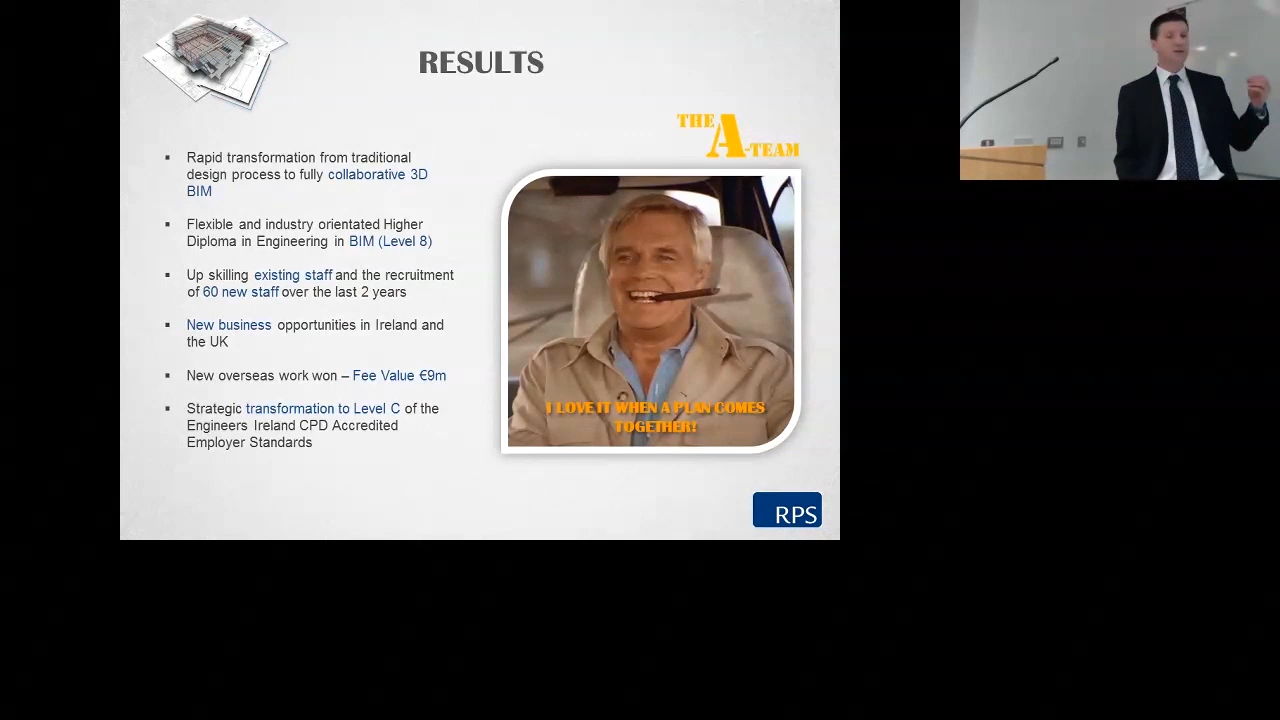 RESULTS
THE A-TEAM
▪ Rapid transformation from traditional
design process to fully collaborative 3D
BIM
▪ Flexible and industry orientated Higher
Diploma in Engineering in BIM (Level 8)
▪ Up skilling existing staff and the recruitment
of 60 new staff over the last 2 years
▪ New business opportunities in Ireland and
the UK
▪ New overseas work won – Fee Value €9m
▪ Strategic transformation to Level C of the
Engineers Ireland CPD Accredited
Employer Standards
I LOVE IT WHEN A PLAN COMES
TOGETHER!
RPS